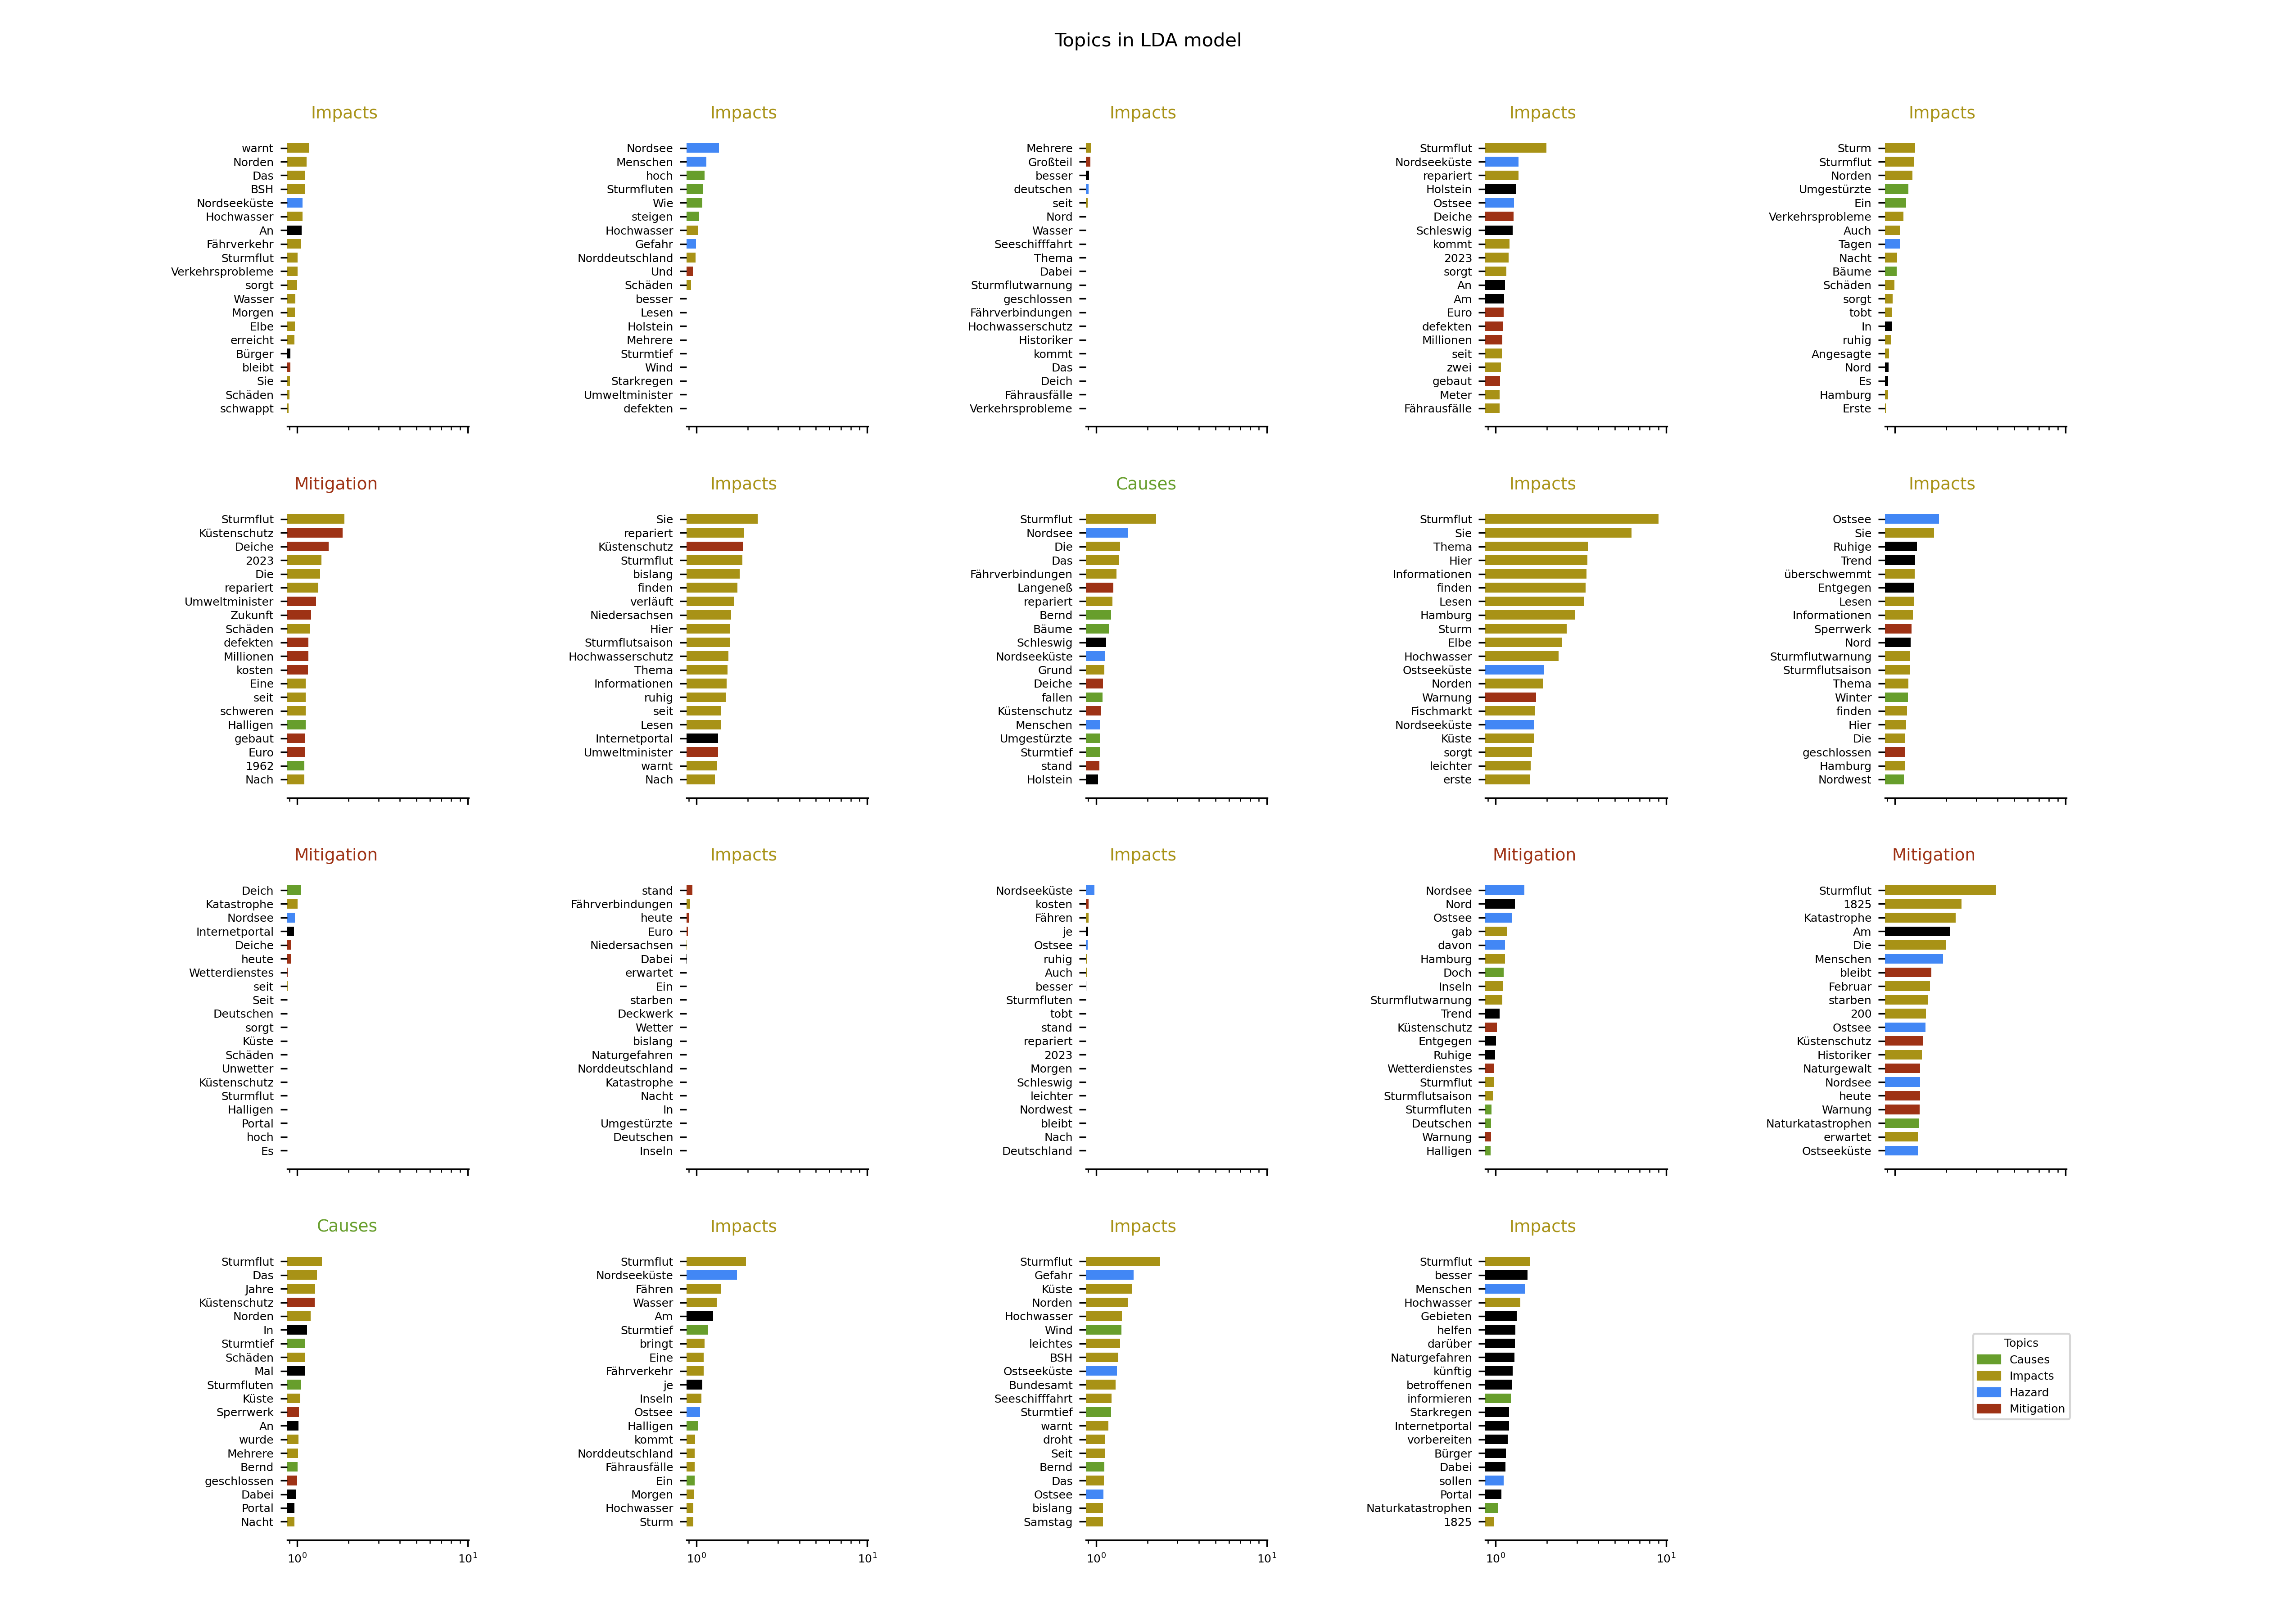 Topics in LDA model
Impacts
warnt
Norden
Das
BSH
Nordseeküste
Hochwasser
An
Fährverkehr
Sturmflut
Verkehrsprobleme
sorgt
Wasser
Morgen
Elbe
erreicht
Bürger
bleibt
Sie
Schäden
schwappt
Impacts
Nordsee
Menschen
hoch
Sturmfluten
Wie
steigen
Hochwasser
Gefahr
Norddeutschland
Und
Schäden
besser
Lesen
Holstein
Mehrere
Sturmtief
Wind
Starkregen
Umweltminister
defekten
Impacts
Mehrere
Großteil
besser
deutschen
seit
Nord
Wasser
Seeschifffahrt
Thema
Dabei
Sturmflutwarnung
geschlossen
Fährverbindungen
Hochwasserschutz
Historiker
kommt
Das
Deich
Fährausfälle
Verkehrsprobleme
Impacts
Sturmflut
Nordseeküste
repariert
Holstein
Ostsee
Deiche
Schleswig
kommt
2023
sorgt
An
Am
Euro
defekten
Millionen
seit
zwei
gebaut
Meter
Fährausfälle
Impacts
Sturm
Sturmflut
Norden
Umgestürzte
Ein
Verkehrsprobleme
Auch
Tagen
Nacht
Bäume
Schäden
sorgt
tobt
In
ruhig
Angesagte
Nord
Es
Hamburg
Erste
Mitigation
Sturmflut
Küstenschutz
Deiche
2023
Die
repariert
Umweltminister
Zukunft
Schäden
defekten
Millionen
kosten
Eine
seit
schweren
Halligen
gebaut
Euro
1962
Nach
Impacts
Sie
repariert
Küstenschutz
Sturmflut
bislang
finden
verläuft
Niedersachsen
Hier
Sturmflutsaison
Hochwasserschutz
Thema
Informationen
ruhig
seit
Lesen
Internetportal
Umweltminister
warnt
Nach
Causes
Sturmflut
Nordsee
Die
Das
Fährverbindungen
Langeneß
repariert
Bernd
Bäume
Schleswig
Nordseeküste
Grund
Deiche
fallen
Küstenschutz
Menschen
Umgestürzte
Sturmtief
stand
Holstein
Impacts
Sturmflut
Sie
Thema
Hier
Informationen
finden
Lesen
Hamburg
Sturm
Elbe
Hochwasser
Ostseeküste
Norden
Warnung
Fischmarkt
Nordseeküste
Küste
sorgt
leichter
erste
Impacts
Ostsee
Sie
Ruhige
Trend
überschwemmt
Entgegen
Lesen
Informationen
Sperrwerk
Nord
Sturmflutwarnung
Sturmflutsaison
Thema
Winter
finden
Hier
Die
geschlossen
Hamburg
Nordwest
Mitigation
Deich
Katastrophe
Nordsee
Internetportal
Deiche
heute
Wetterdienstes
seit
Seit
Deutschen
sorgt
Küste
Schäden
Unwetter
Küstenschutz
Sturmflut
Halligen
Portal
hoch
Es
Impacts
stand
Fährverbindungen
heute
Euro
Niedersachsen
Dabei
erwartet
Ein
starben
Deckwerk
Wetter
bislang
Naturgefahren
Norddeutschland
Katastrophe
Nacht
In
Umgestürzte
Deutschen
Inseln
Impacts
Nordseeküste
kosten
Fähren
je
Ostsee
ruhig
Auch
besser
Sturmfluten
tobt
stand
repariert
2023
Morgen
Schleswig
leichter
Nordwest
bleibt
Nach
Deutschland
Mitigation
Nordsee
Nord
Ostsee
gab
davon
Hamburg
Doch
Inseln
Sturmflutwarnung
Trend
Küstenschutz
Entgegen
Ruhige
Wetterdienstes
Sturmflut
Sturmflutsaison
Sturmfluten
Deutschen
Warnung
Halligen
Mitigation
Sturmflut
1825
Katastrophe
Am
Die
Menschen
bleibt
Februar
starben
200
Ostsee
Küstenschutz
Historiker
Naturgewalt
Nordsee
heute
Warnung
Naturkatastrophen
erwartet
Ostseeküste
Causes
Sturmflut
Das
Jahre
Küstenschutz
Norden
In
Sturmtief
Schäden
Mal
Sturmfluten
Küste
Sperrwerk
An
wurde
Mehrere
Bernd
geschlossen
Dabei
Portal
Nacht
10⁰ 10¹
Impacts
Sturmflut
Nordseeküste
Fähren
Wasser
Am
Sturmtief
bringt
Eine
Fährverkehr
je
Inseln
Ostsee
Halligen
kommt
Norddeutschland
Fährausfälle
Ein
Morgen
Hochwasser
Sturm
10⁰ 10¹
Impacts
Sturmflut
Gefahr
Küste
Norden
Hochwasser
Wind
leichtes
BSH
Ostseeküste
Bundesamt
Seeschifffahrt
Sturmtief
warnt
droht
Seit
Bernd
Das
Ostsee
bislang
Samstag
10⁰ 10¹
Impacts
Sturmflut
besser
Menschen
Hochwasser
Gebieten
helfen
darüber
Naturgefahren
künftig
betroffenen
informieren
Starkregen
Internetportal
vorbereiten
Bürger
Dabei
sollen
Portal
Naturkatastrophen
1825
10⁰ 10¹
Topics
Causes
Impacts
Hazard
Mitigation